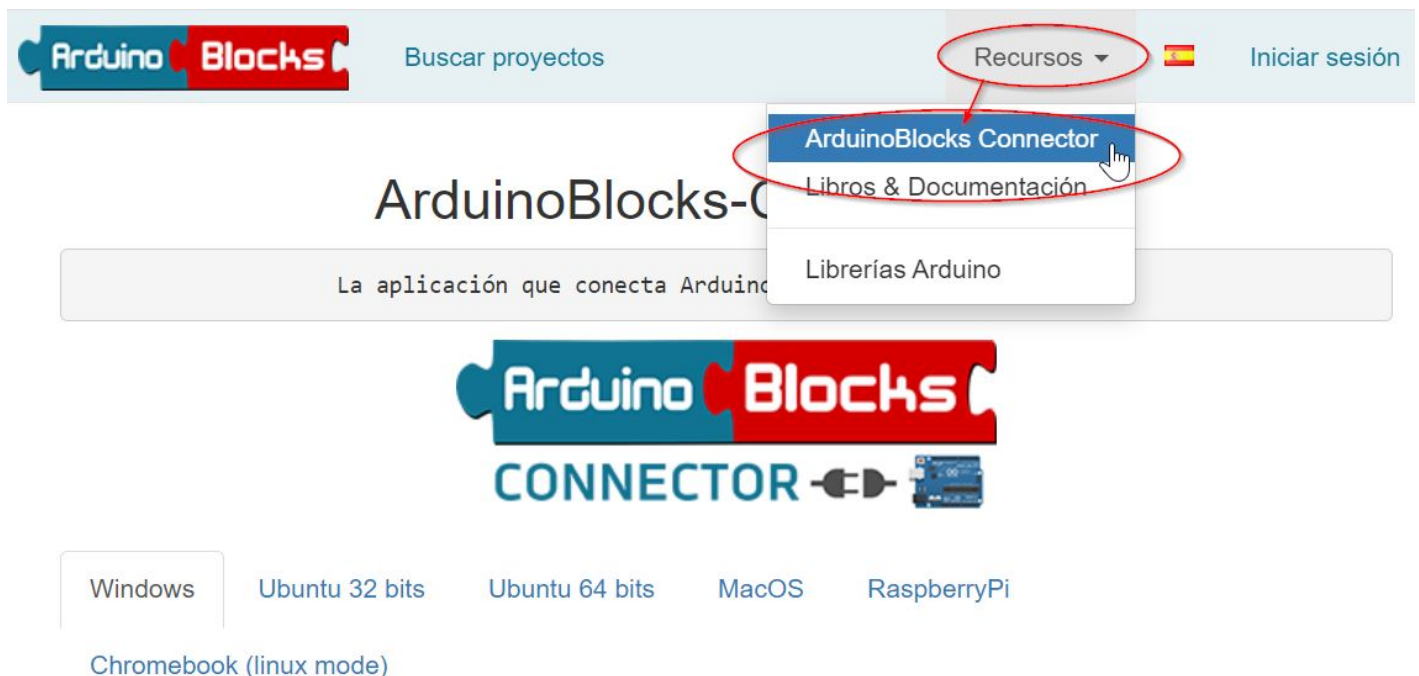 Arduino Blocks
Buscar proyectos
Recursos
Iniciar sesión
ArduinoBlocks Connector
Libros & Documentación
Librerías Arduino
ArduinoBlocks-
La aplicación que conecta
Arduino Blocks
CONNECTOR
Windows
Ubuntu 32 bits
Ubuntu 64 bits
MacOS
RaspberryPi
Chromebook (linux mode)